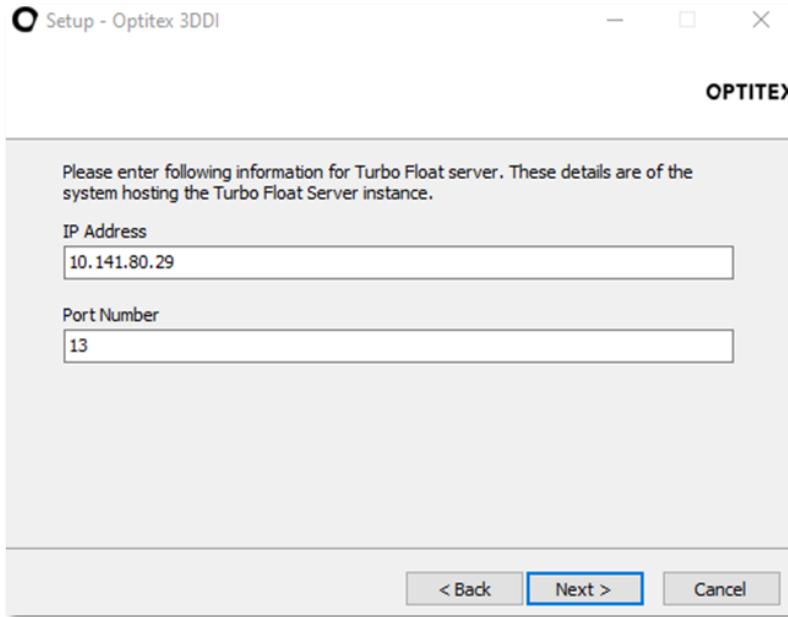 Setup - Optitex 3DDI
OPTITEX
Please enter following information for Turbo Float server. These details are of the
system hosting the Turbo Float Server instance.
IP Address
10.141.80.29
Port Number
13
< Back
Next >
Cancel